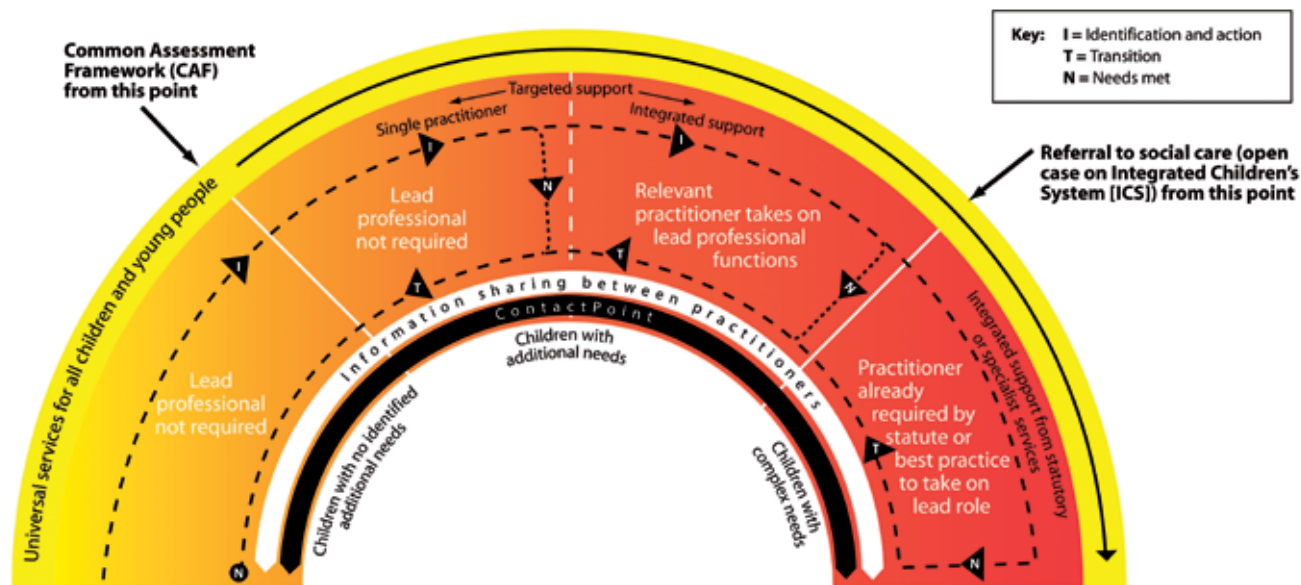 Common Assessment
Framework (CAF)
from this point
Key: I = Identification and action
T = Transition
N = Needs met
Targeted support
Single practitioner
Integrated support
Referral to social care (open
case on Integrated Children's
System [ICS]) from this point
Universal services for all children and young people
I
I
I
N
N
T
T
T
N
N
Lead
professional
not required
Lead
professional
not required
Relevant
practitioner takes on
lead professional
functions
Practitioner
already
required by
statute or
best practice
to take on
lead role
Integrated support from statutory
or specialist services
Information sharing between practitioners
ContactPoint
Children with no identified
additional needs
Children with
additional needs
Children with
complex needs